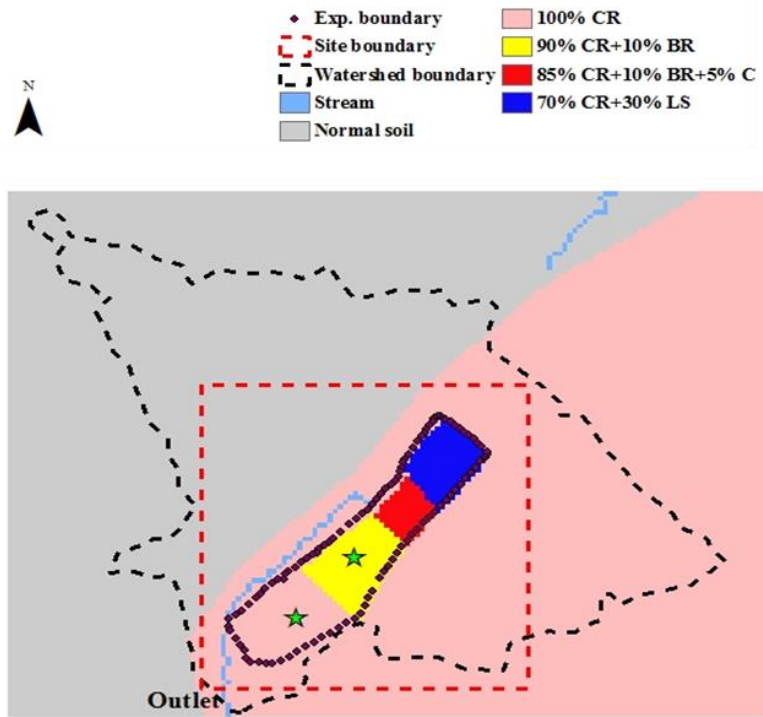 Exp. boundary
100% CR
Site boundary
90% CR+10% BR
Watershed boundary
85% CR+10% BR+5% C
Stream
70% CR+30% LS
Normal soil
N
Outlet